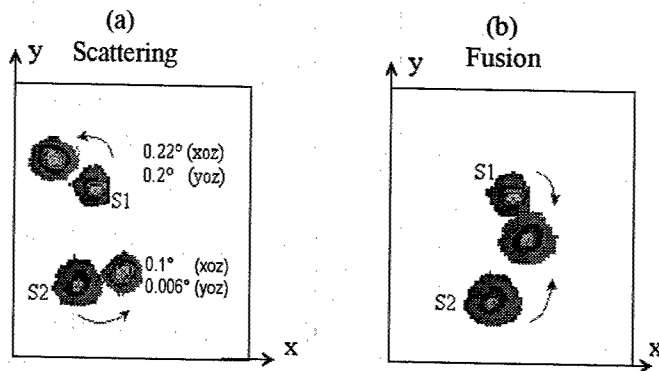 (a)
Scattering
y
0.22° (xoz)
0.2° (yoz)
S1
0.1° (xoz)
0.006° (yoz)
S2
x
(b)
Fusion
y
S1
S2
x